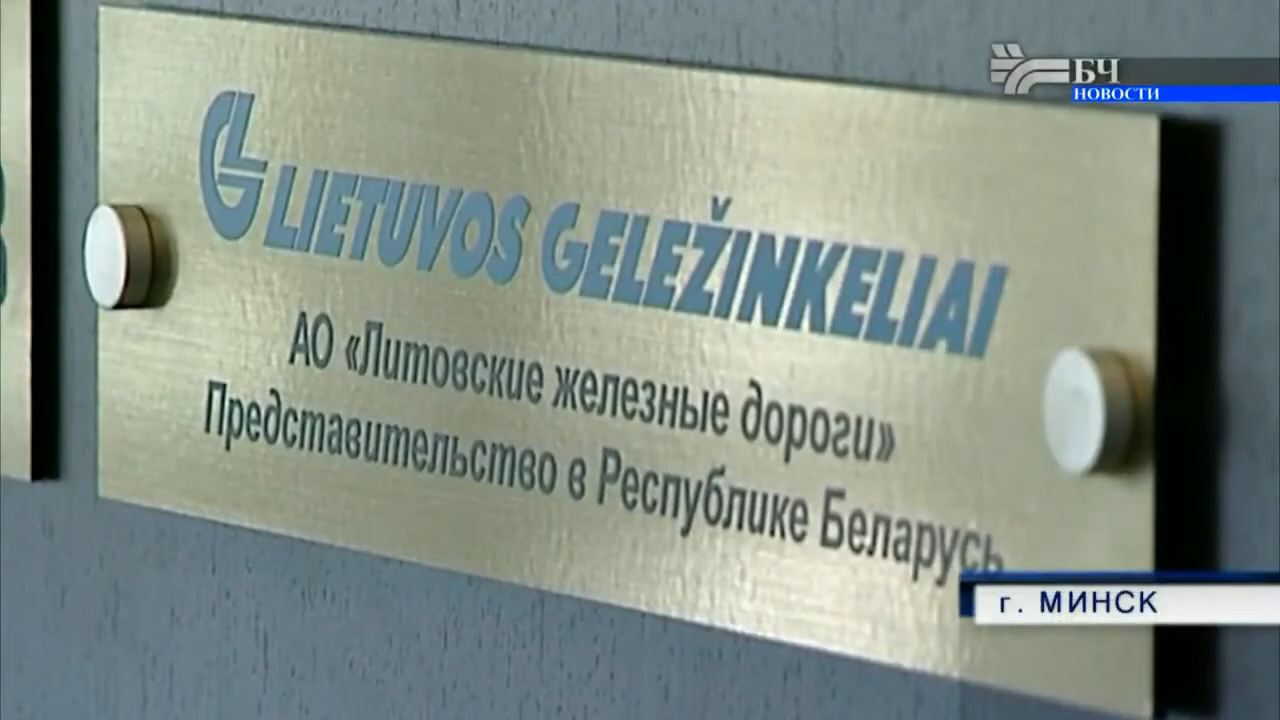 БЧ
НОВОСТИ
LIETUVOS GELEŽINKELIAI
АО «Литовские железные дороги»
Представительство в Республике Беларусь
г. МИНСК